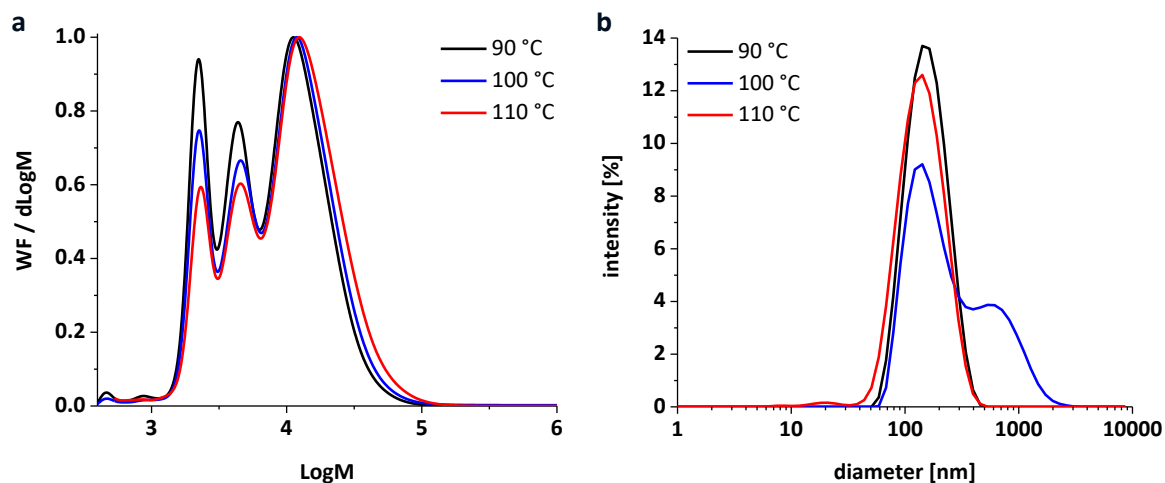 a
WF / dLogM
1.0
0.8
0.6
0.4
0.2
0.0
3
4
5
6
LogM
90 °C
100 °C
110 °C
b
intensity [%]
14
12
10
8
6
4
2
0
1
10
100
1000
10000
diameter [nm]
90 °C
100 °C
110 °C